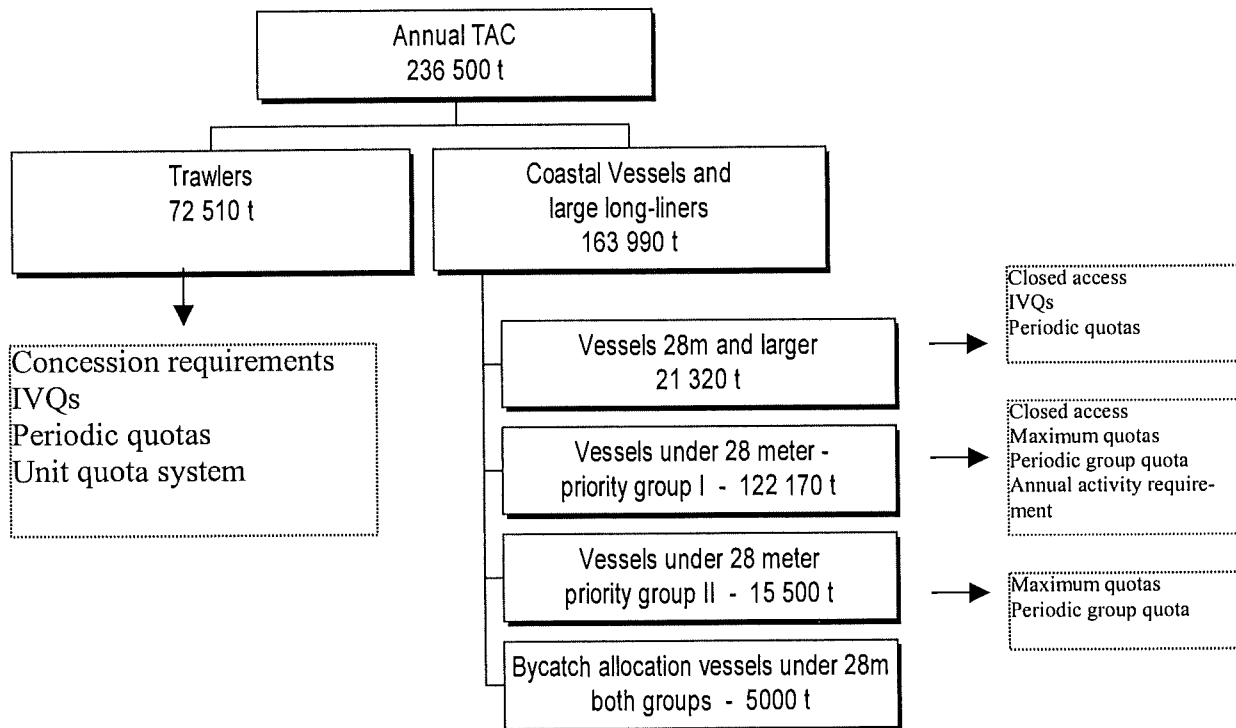 Annual TAC
236 500 t
Trawlers
72 510 t
Coastal Vessels and
large long-liners
163 990 t
Concession requirements
IVQs
Periodic quotas
Unit quota system
Vessels 28m and larger
21 320 t
Closed access
IVQs
Periodic quotas
Vessels under 28 meter -
priority group I - 122 170 t
Closed access
Maximum quotas
Periodic group quota
Annual activity require-
ment
Vessels under 28 meter
priority group II - 15 500 t
Maximum quotas
Periodic group quota
Bycatch allocation vessels under 28m
both groups - 5000 t